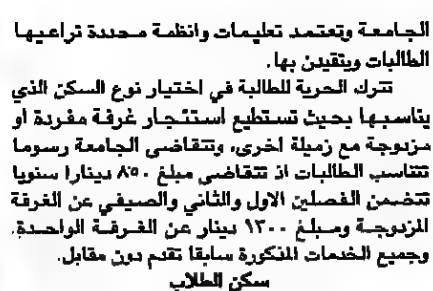 الجامعة وتعتمد تعليمات وانظمة محددة تراعيها
الطالبات ويتقيدن بها.
تترك الحرية للطالبة في اختيار نوع السكن الذي
يناسبها بحيث تستطيع استئجار غرفة مفردة او
مزدوجة مع زميلة اخرى، وتتقاضى الجامعة رسوما
تتناسب الطالبات اذ تتقاضى مبلغ ٨٥٠ دينارا سنويا
تتضمن الفصلين الاول والثاني والصيفي عن الغرفة
المزدوجة ومبلغ ١٣٠٠ دينار عن الغرفة الواحدة.
وجميع الخدمات المذكورة سابقا تقدم دون مقابل.
سكن الطلاب